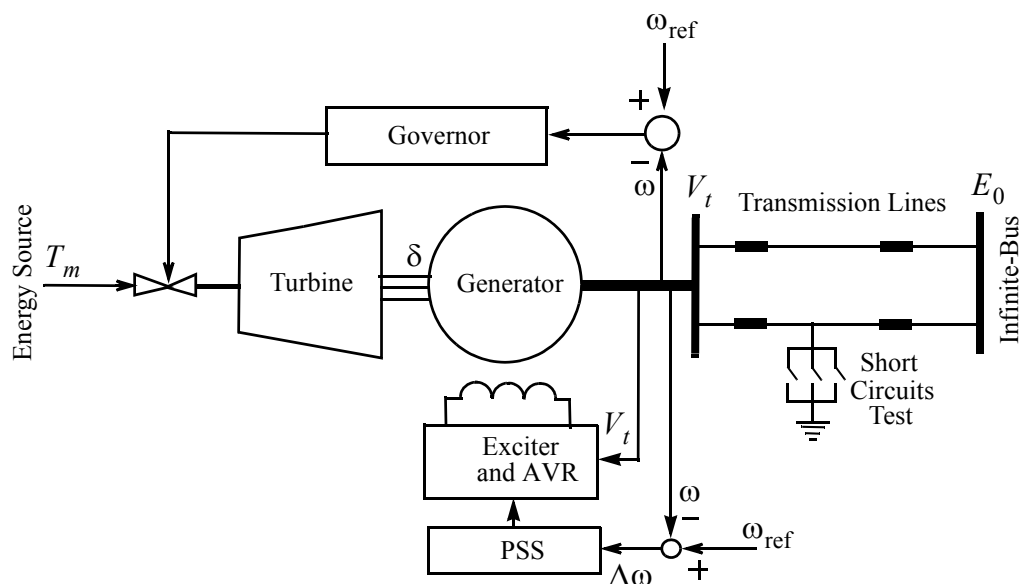 ω_ref
+
Governor
−
ω
V_t
Transmission Lines
E_0
Energy Source
T_m
Turbine
δ
Generator
Infinite-Bus
Short
Circuits
Test
V_t
Exciter
and AVR
ω
−
PSS
Δω
+
ω_ref